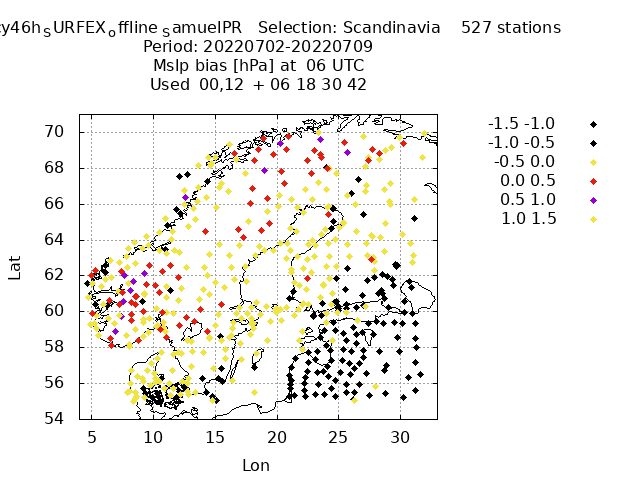 cy46h_SURFEX_offline_SamuelPR Selection: Scandinavia 527 stations
Period: 20220702-20220709
Mslp bias [hPa] at 06 UTC
Used 00,12 + 06 18 30 42
-1.5 -1.0
-1.0 -0.5
-0.5 0.0
0.0 0.5
0.5 1.0
1.0 1.5
Lat
70
68
66
64
62
60
58
56
54
5 10 15 20 25 30
Lon